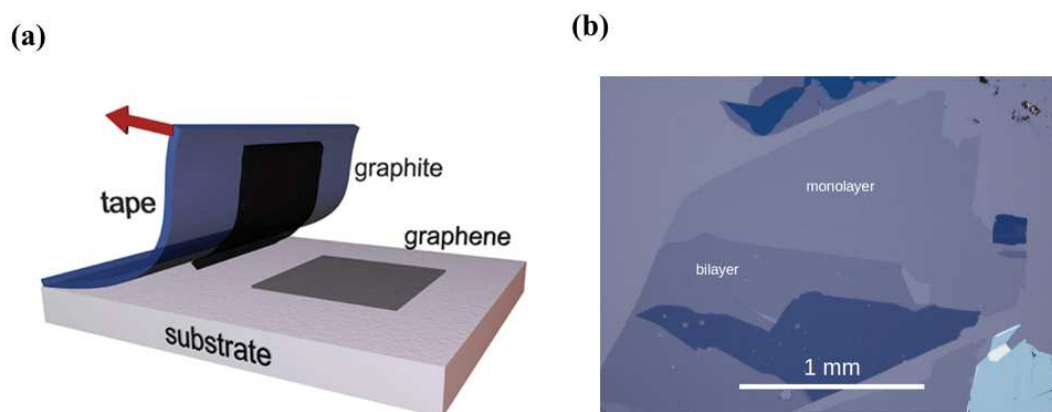 (a)
(b)
tape
graphite
graphene
substrate
monolayer
bilayer
1 mm